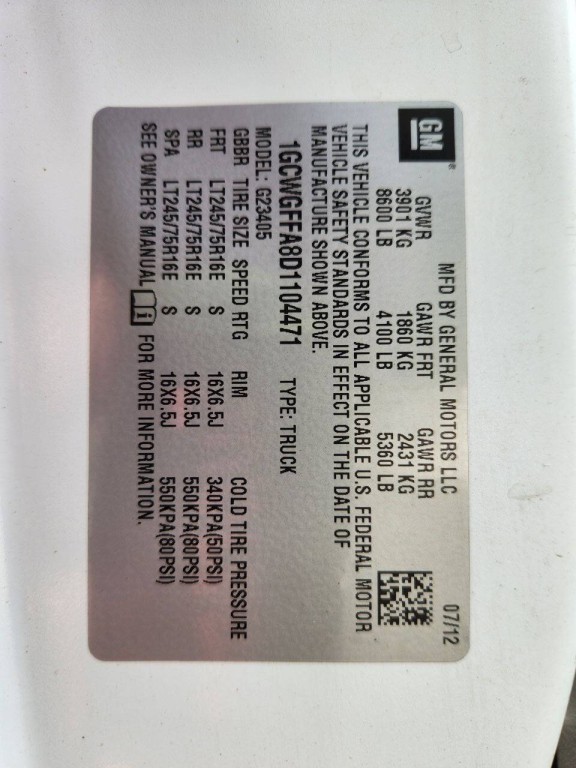 GM® MFD BY GENERAL MOTORS LLC 07/12
GVWR GAWR FRT GAWR RR
3901 KG 1860 KG 2431 KG
8600 LB 4100 LB 5360 LB
THIS VEHICLE CONFORMS TO ALL APPLICABLE U.S. FEDERAL MOTOR
VEHICLE SAFETY STANDARDS IN EFFECT ON THE DATE OF
MANUFACTURE SHOWN ABOVE.
1GCWGFFA8D1104471 TYPE: TRUCK
MODEL: G23405
GBBR TIRE SIZE SPEED RTG RIM COLD TIRE PRESSURE
FRT LT245/75R16E S 16X6.5J 340KPA(50PSI)
RR LT245/75R16E S 16X6.5J 550KPA(80PSI)
SPA LT245/75R16E S 16X6.5J 550KPA(80PSI)
SEE OWNER'S MANUAL i FOR MORE INFORMATION.